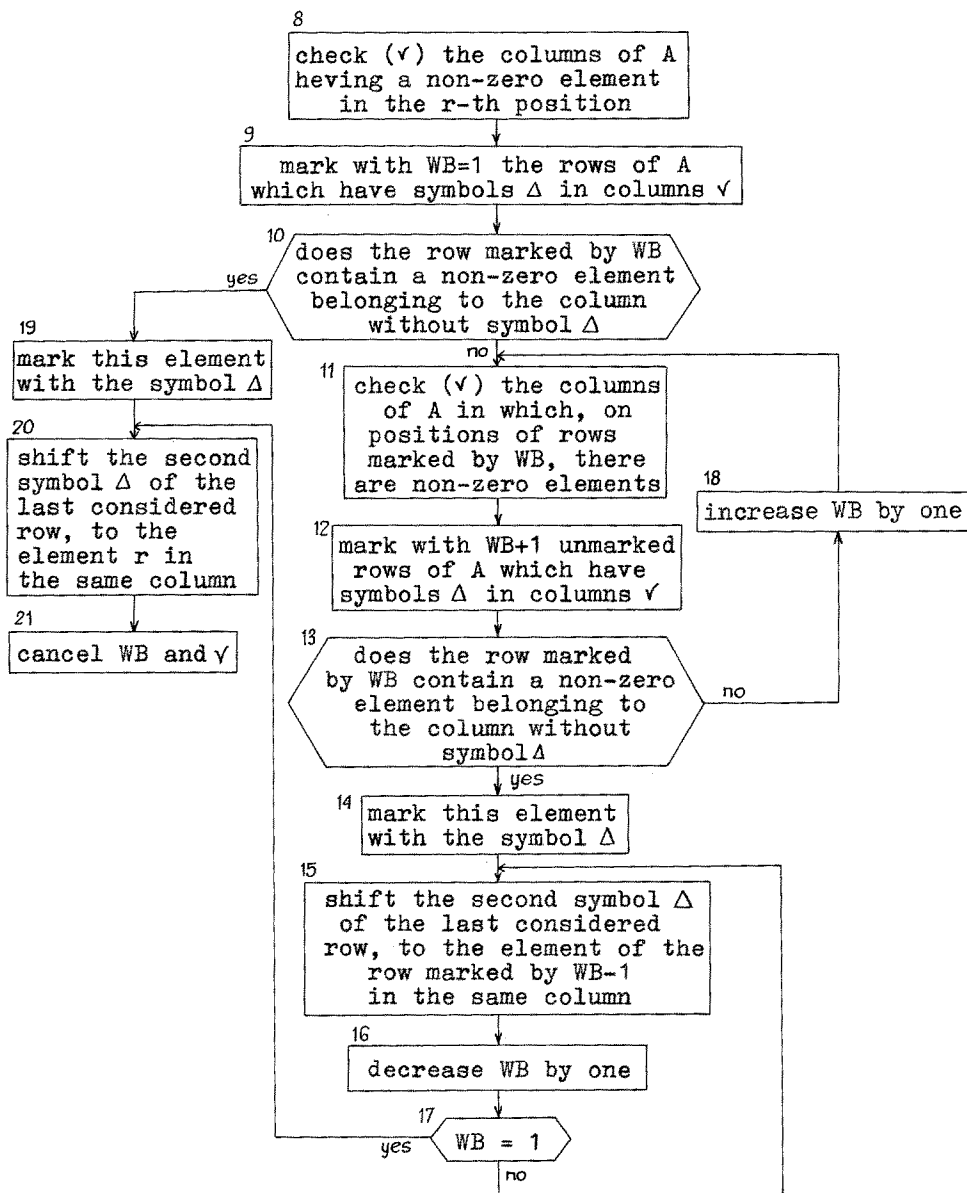 8
check (√) the columns of A
heving a non-zero element
in the r-th position
9
mark with WB=1 the rows of A
which have symbols Δ in columns √
10
does the row marked by WB
contain a non-zero element
belonging to the column
without symbol Δ
yes
no
19
mark this element
with the symbol Δ
20
shift the second
symbol Δ of the
last considered
row, to the
element r in
the same column
21
cancel WB and √
11
check (√) the columns
of A in which, on
positions of rows
marked by WB, there
are non-zero elements
12
mark with WB+1 unmarked
rows of A which have
symbols Δ in columns √
18
increase WB by one
13
does the row marked
by WB contain a non-zero
element belonging to
the column without
symbol Δ
no
yes
14
mark this element
with the symbol Δ
15
shift the second symbol Δ
of the last considered
row, to the element of the
row marked by WB-1
in the same column
16
decrease WB by one
17
WB = 1
yes
no